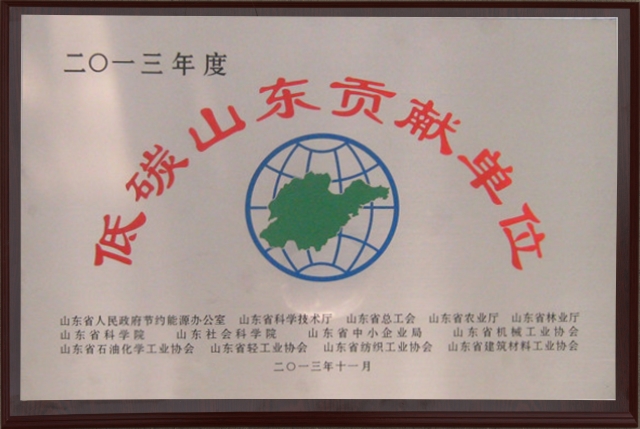 二〇一三年度
低碳山东贡献单位
山东省人民政府节约能源办公室 山东省科学技术厅 山东省总工会 山东省农业厅 山东省林业厅
山东省科学院 山东社会科学院 山东省中小企业局 山东省机械工业协会
山东省石油化学工业协会 山东省轻工业协会 山东省纺织工业协会 山东省建筑材料工业协会
二〇一三年十一月